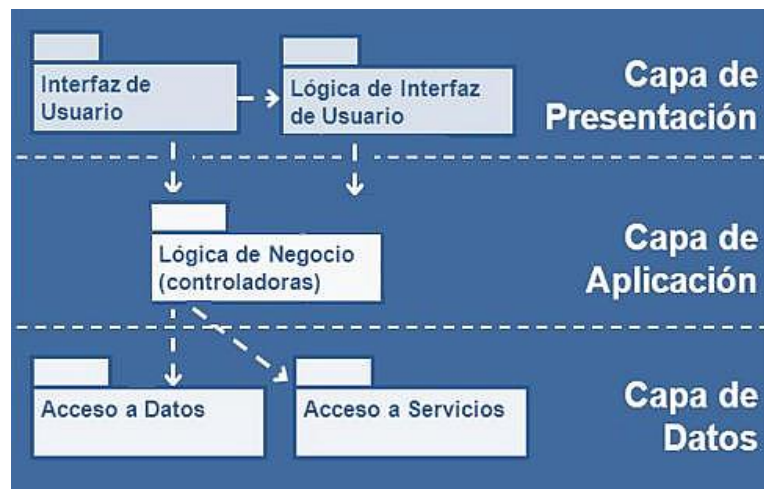 Interfaz de
Usuario
Lógica de Interfaz
de Usuario
Capa de
Presentación
Lógica de Negocio
(controladoras)
Capa de
Aplicación
Acceso a Datos
Acceso a Servicios
Capa de
Datos